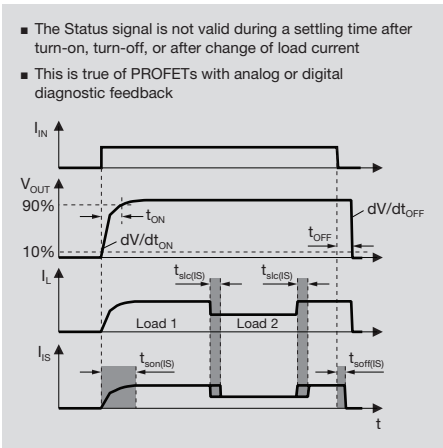 ■ The Status signal is not valid during a settling time after
turn-on, turn-off, or after change of load current
■ This is true of PROFETs with analog or digital
diagnostic feedback
I_IN
V_OUT
90%
t_ON
dV/dt_OFF
dV/dt_ON
t_OFF
10%
I_L
t_slc(IS)
t_slc(IS)
Load 1
Load 2
I_IS
t_son(IS)
t_soff(IS)
t